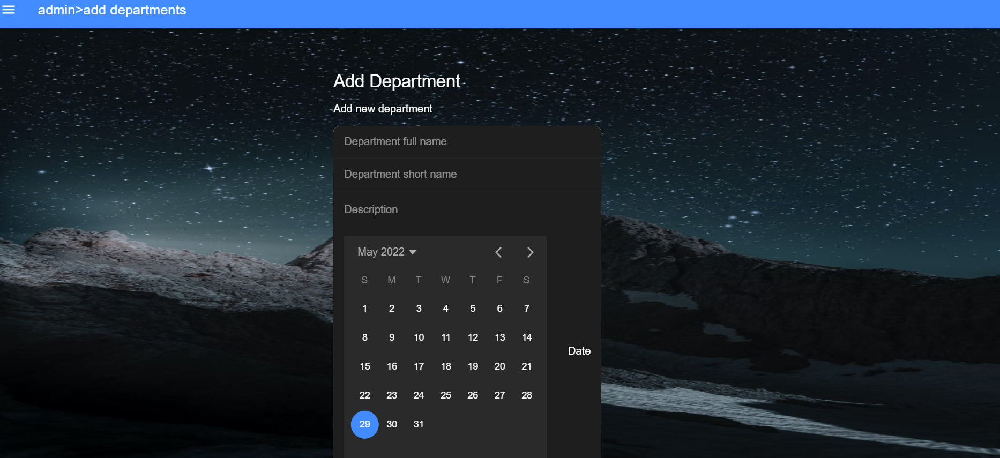 admin>add departments
Add Department
Add new department
Department full name
Department short name
Description
May 2022
S M T W T F S
1 2 3 4 5 6 7
8 9 10 11 12 13 14
Date
15 16 17 18 19 20 21
22 23 24 25 26 27 28
29 30 31